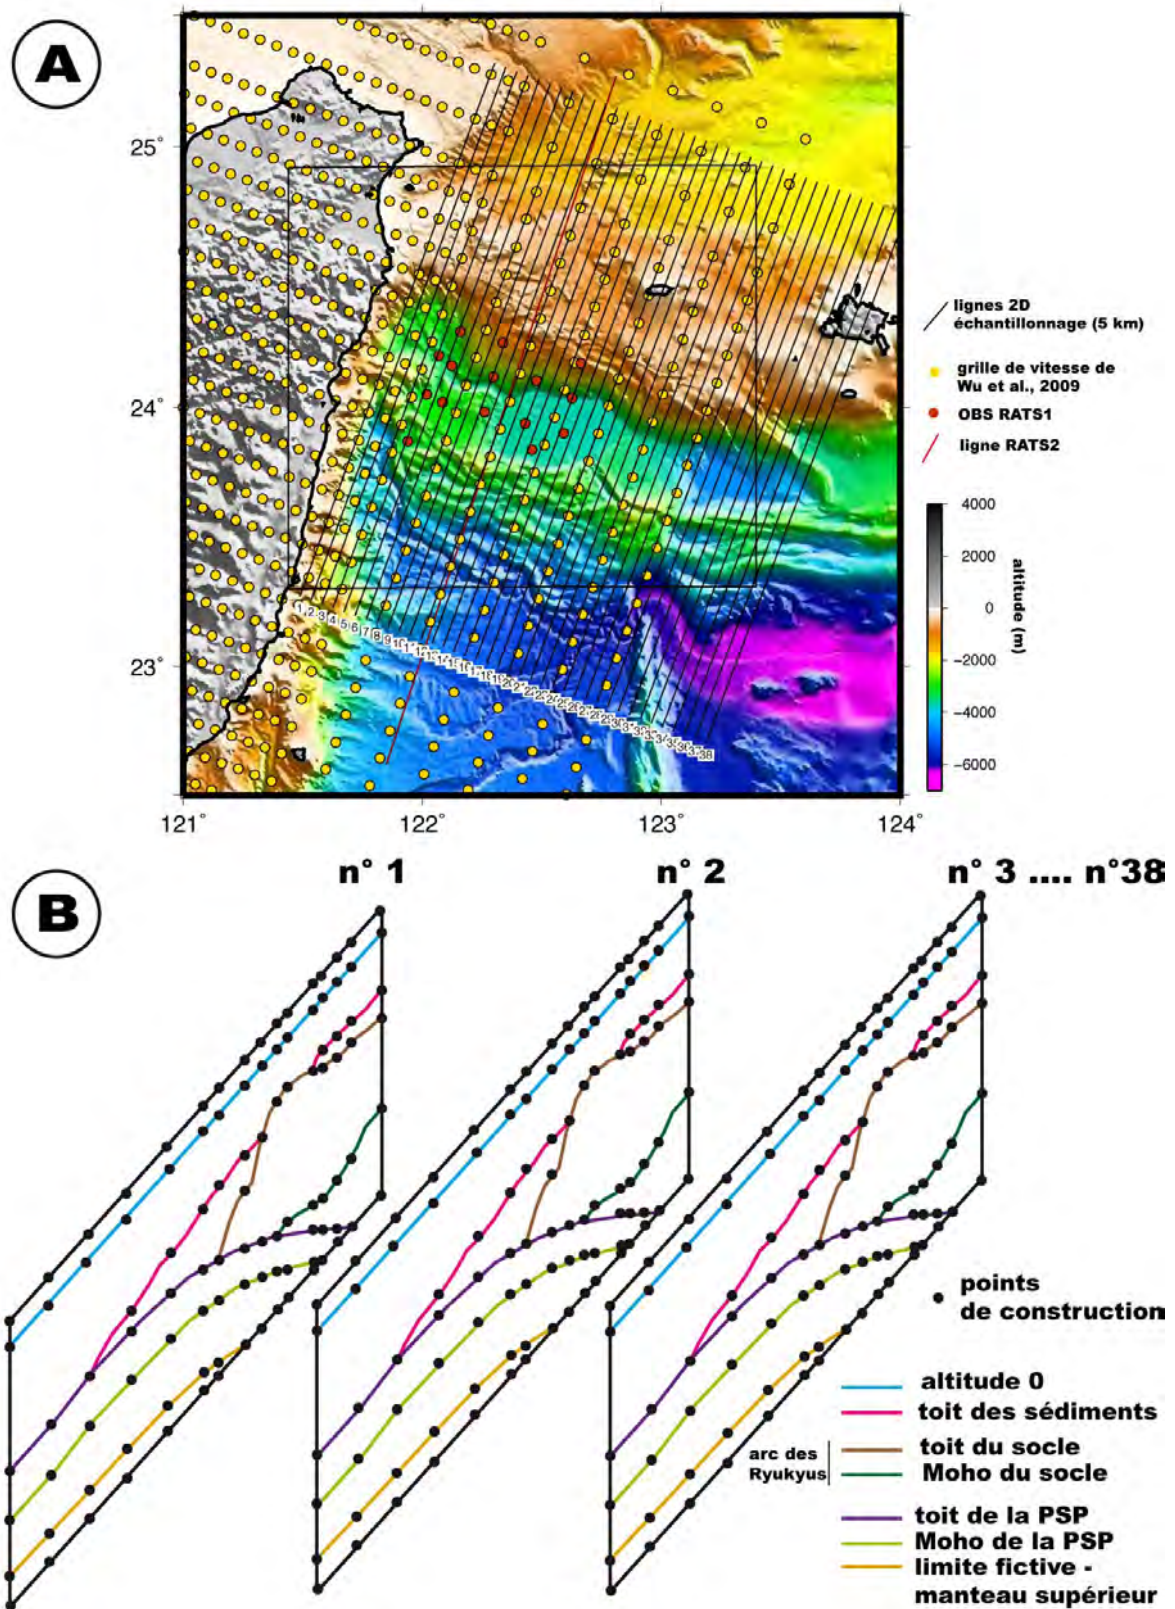 A
25°
24°
23°
121°
122°
123°
124°
1
2
3
4
5
6
7
8
9
38
lignes 2D
échantillonnage (5 km)
grille de vitesse de
Wu et al., 2009
OBS RATS1
ligne RATS2
4000
2000
0
−2000
−4000
−6000
altitude (m)
B
n° 1
n° 2
n° 3 .... n°38
points
de construction
altitude 0
toit des sédiments
arc des
Ryukyus
toit du socle
Moho du socle
toit de la PSP
Moho de la PSP
limite fictive -
manteau supérieur